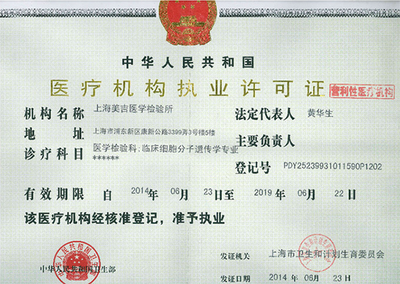 中华人民共和国
医疗机构执业许可证
营利性医疗机构
机构名称 上海美吉医学检验所
法定代表人 黄华生
地址 上海市浦东新区康新公路3399弄3号楼5楼
主要负责人
诊疗科目 医学检验科:临床细胞分子遗传学专业
******
登记号 PDY25239931011590P1202
有效期限 自 2014 年 06 月 23 日至 2019 年 06 月 22 日
该医疗机构经核准登记，准予执业
中华人民共和国卫生部
发证机关 上海市卫生和计划生育委员会
发证日期 2014 年 06 月 23 日